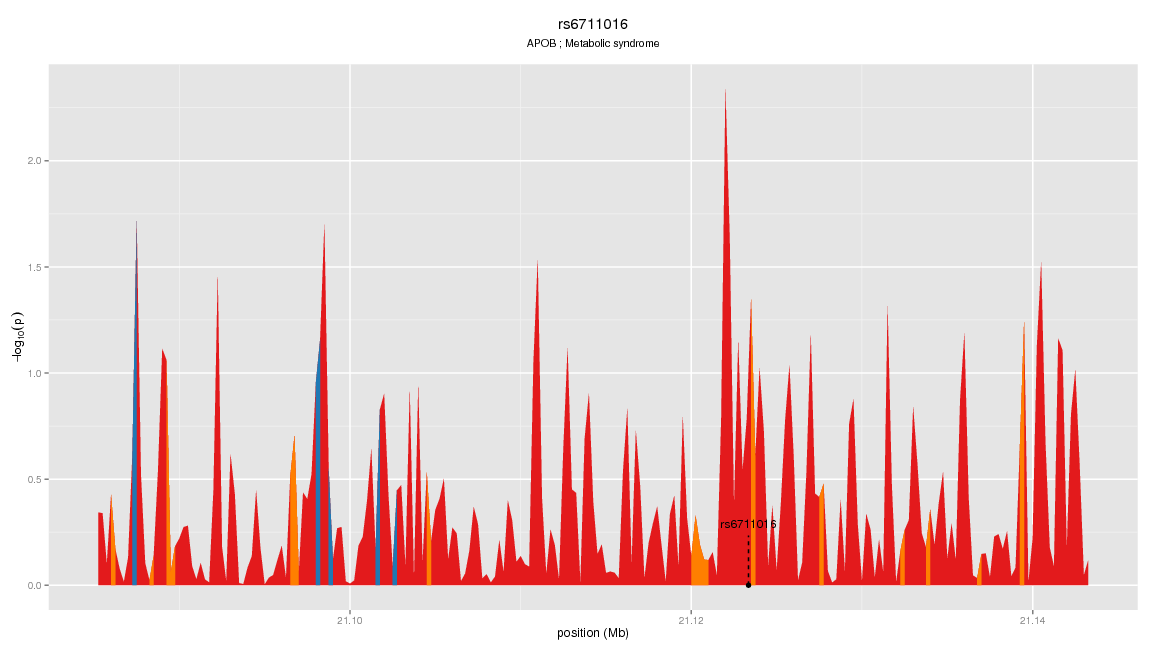 rs6711016
APOB ; Metabolic syndrome
2.0
1.5
1.0
0.5
0.0
−log10(p)
rs6711016
21.10
21.12
21.14
position (Mb)